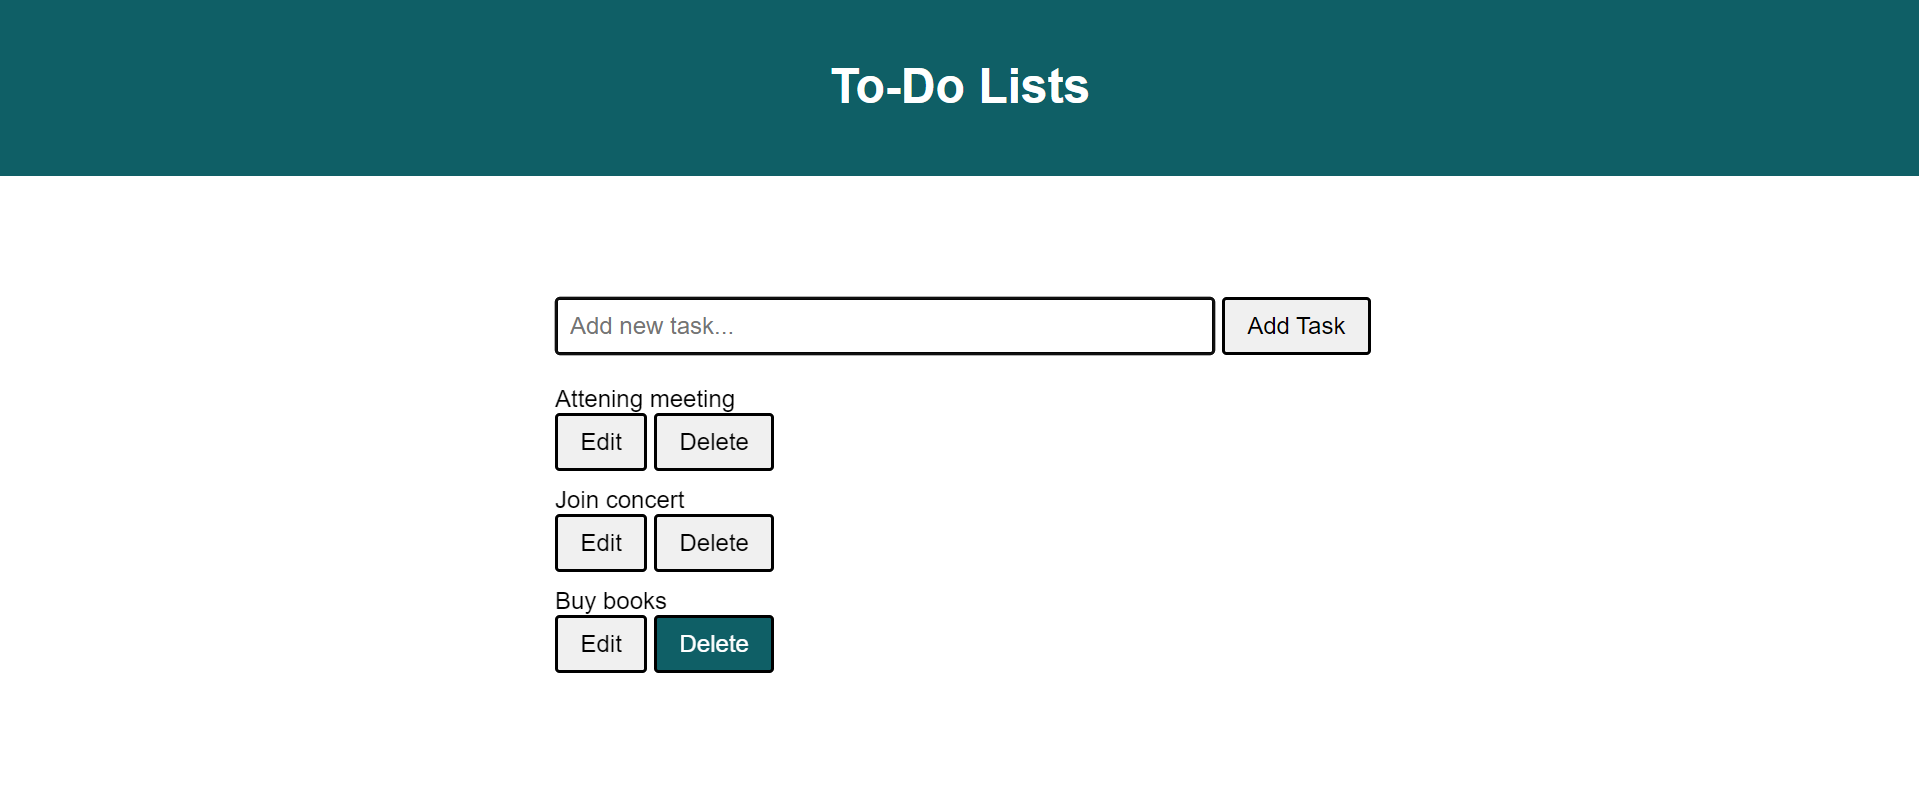 To-Do Lists
Add new task... Add Task
Attening meeting
Edit Delete
Join concert
Edit Delete
Buy books
Edit Delete